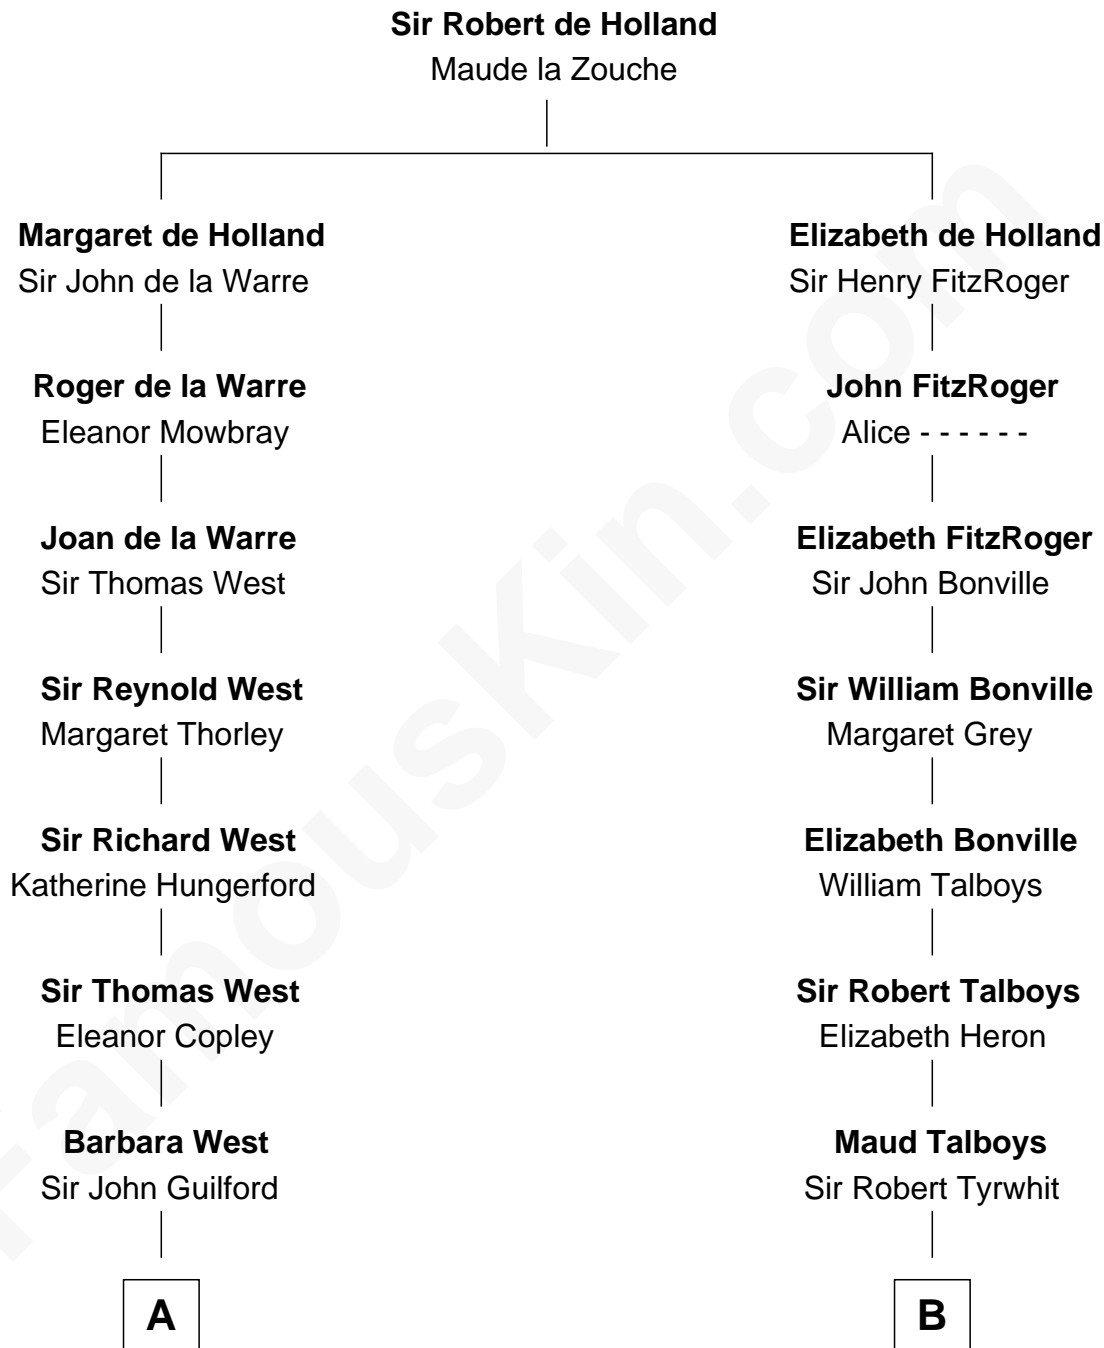 Sir Robert de Holland
Maude la Zouche
Margaret de Holland
Sir John de la Warre
Elizabeth de Holland
Sir Henry FitzRoger
Roger de la Warre
Eleanor Mowbray
John FitzRoger
Alice - - - - - -
Joan de la Warre
Sir Thomas West
Elizabeth FitzRoger
Sir John Bonville
Sir Reynold West
Margaret Thorley
Sir William Bonville
Margaret Grey
Sir Richard West
Katherine Hungerford
Elizabeth Bonville
William Talboys
Sir Thomas West
Eleanor Copley
Sir Robert Talboys
Elizabeth Heron
Barbara West
Sir John Guilford
Maud Talboys
Sir Robert Tyrwhit
A
B
FamousKin.com